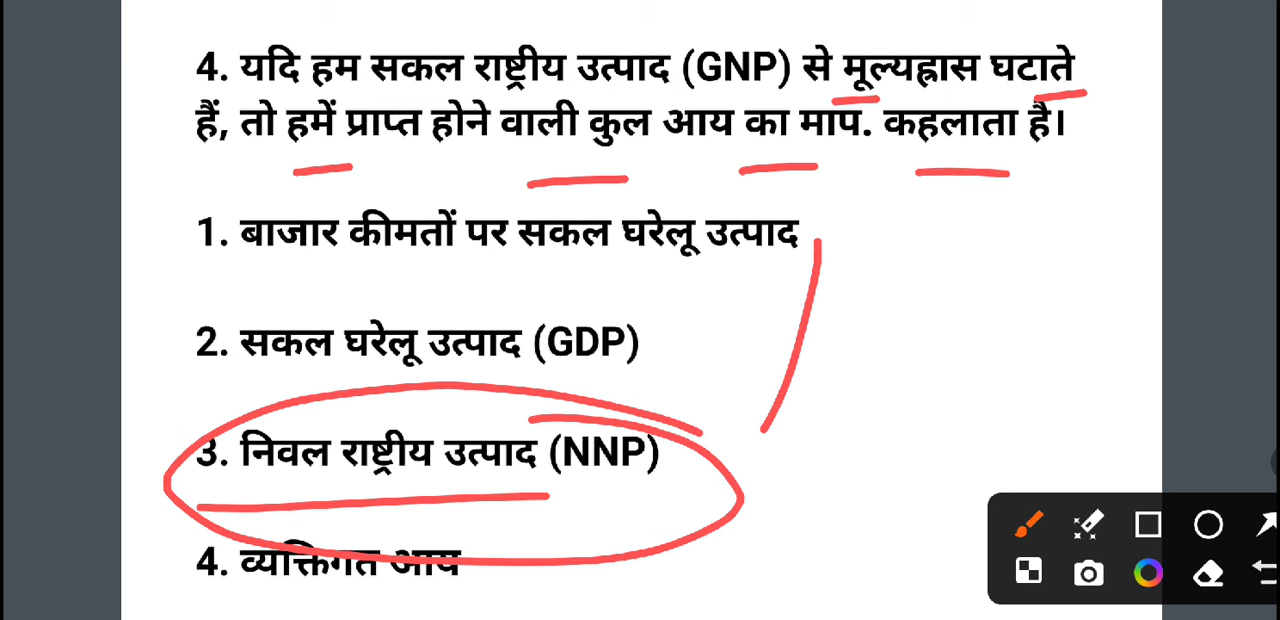 4. यदि हम सकल राष्ट्रीय उत्पाद (GNP) से मूल्यह्रास घटाते
हैं, तो हमें प्राप्त होने वाली कुल आय का माप. कहलाता है।
1. बाजार कीमतों पर सकल घरेलू उत्पाद
2. सकल घरेलू उत्पाद (GDP)
3. निवल राष्ट्रीय उत्पाद (NNP)
4. व्यक्तिगत आय